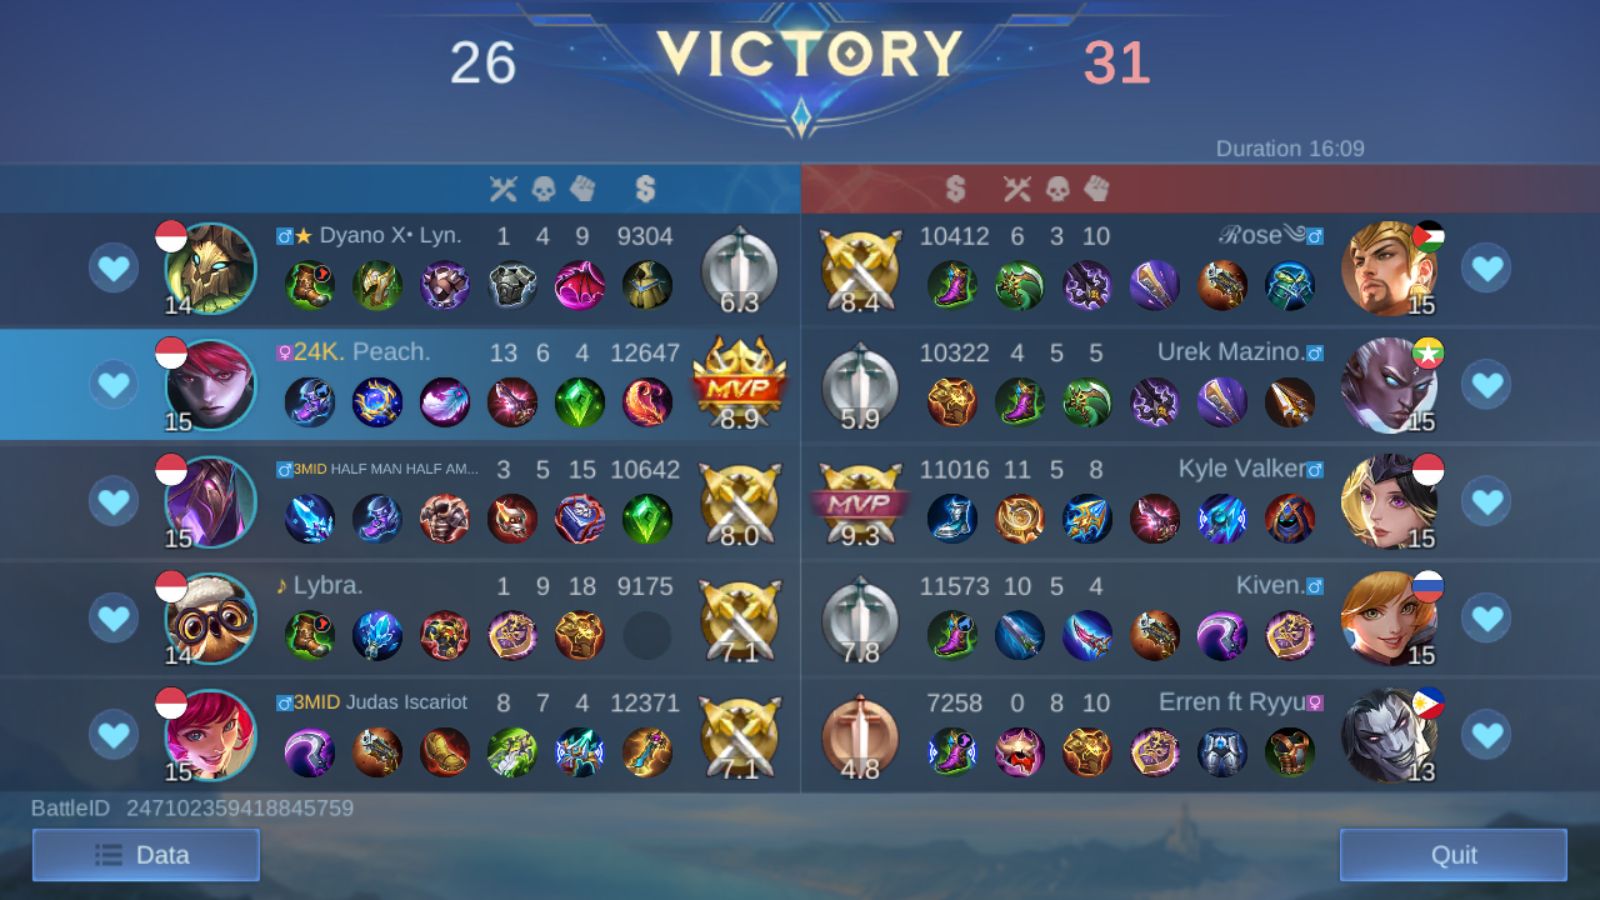 26 VICTORY 31
Duration 16:09
Dyano X• Lyn. 1 4 9 9304
14 6.3
10412 6 3 10 ℛose༄
8.4 15
24K. Peach. 13 6 4 12647
15 MVP 8.9
10322 4 5 5 Urek Mazino.
5.9 15
3MID HALF MAN HALF AM... 3 5 15 10642
15 8.0
11016 11 5 8 Kyle Valker
MVP 9.3 15
♪ Lybra. 1 9 18 9175
14 7.1
11573 10 5 4 Kiven.
7.8 15
3MID Judas Iscariot 8 7 4 12371
15 7.1
7258 0 8 10 Erren ft Ryyu
4.8 13
BattleID 247102359418845759
Data Quit